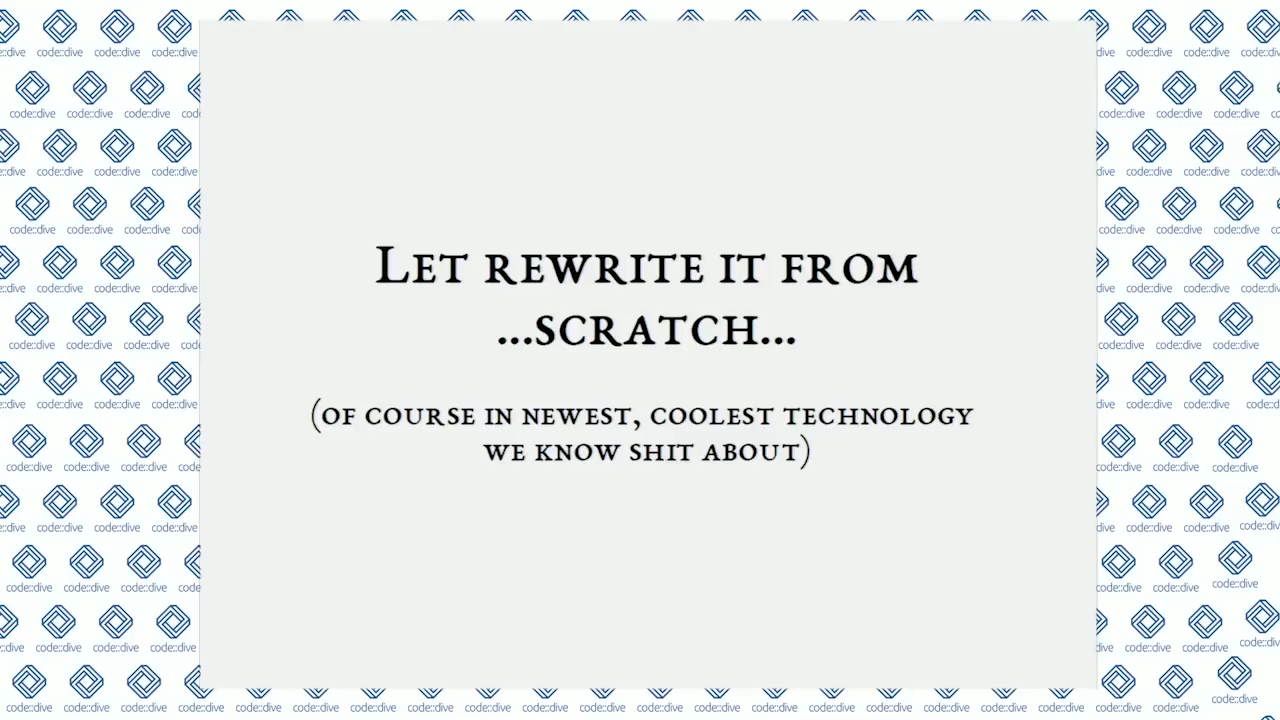 Let rewrite it from
...scratch...
(of course in newest, coolest technology
we know shit about)
code::dive